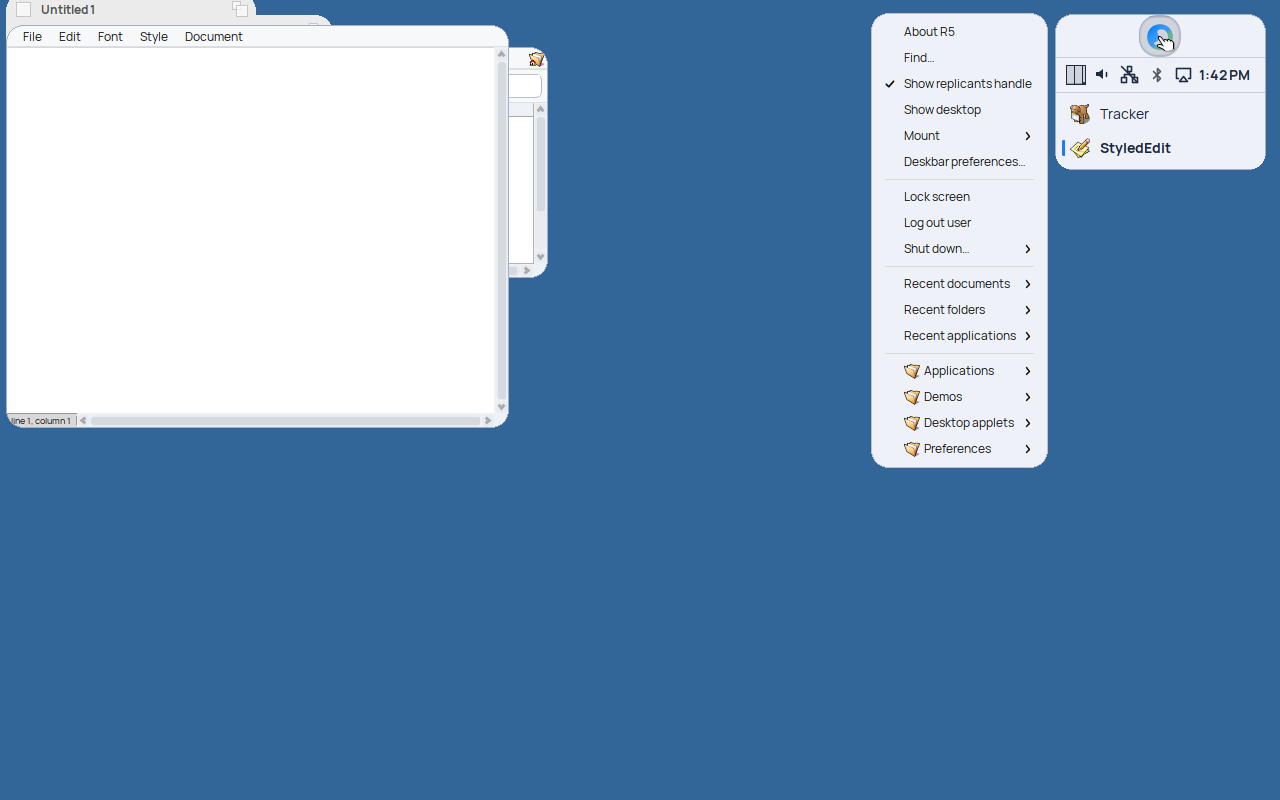 Untitled 1
File Edit Font Style Document
line 1, column 1
About R5
Find…
Show replicants handle
Show desktop
Mount
Deskbar preferences…
Lock screen
Log out user
Shut down…
Recent documents
Recent folders
Recent applications
Applications
Demos
Desktop applets
Preferences
1:42 PM
Tracker
StyledEdit